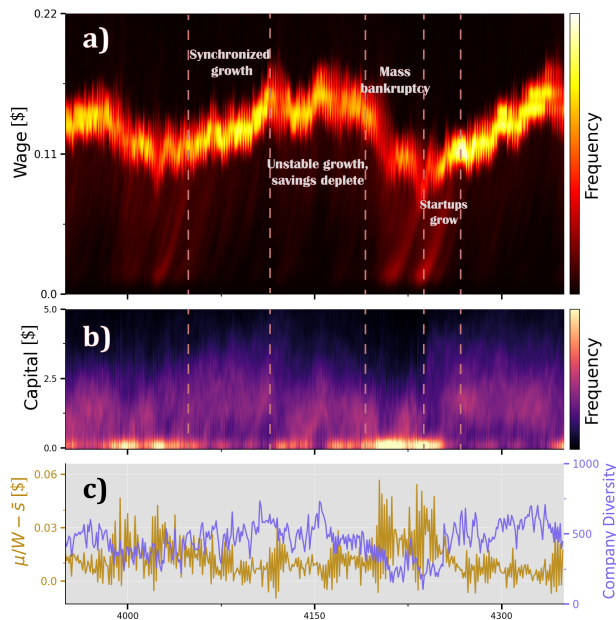 0.22
a)
Synchronized
growth
Mass
bankruptcy
Wage [$]
0.11
Unstable growth,
savings deplete
Startups
grow
0.0
Frequency
5.0
b)
Capital [$]
2.5
0.0
Frequency
0.06
c)
1000
μ/W − s̄ [$]
0.03
500
Company Diversity
0.0
0
4000
4150
4300